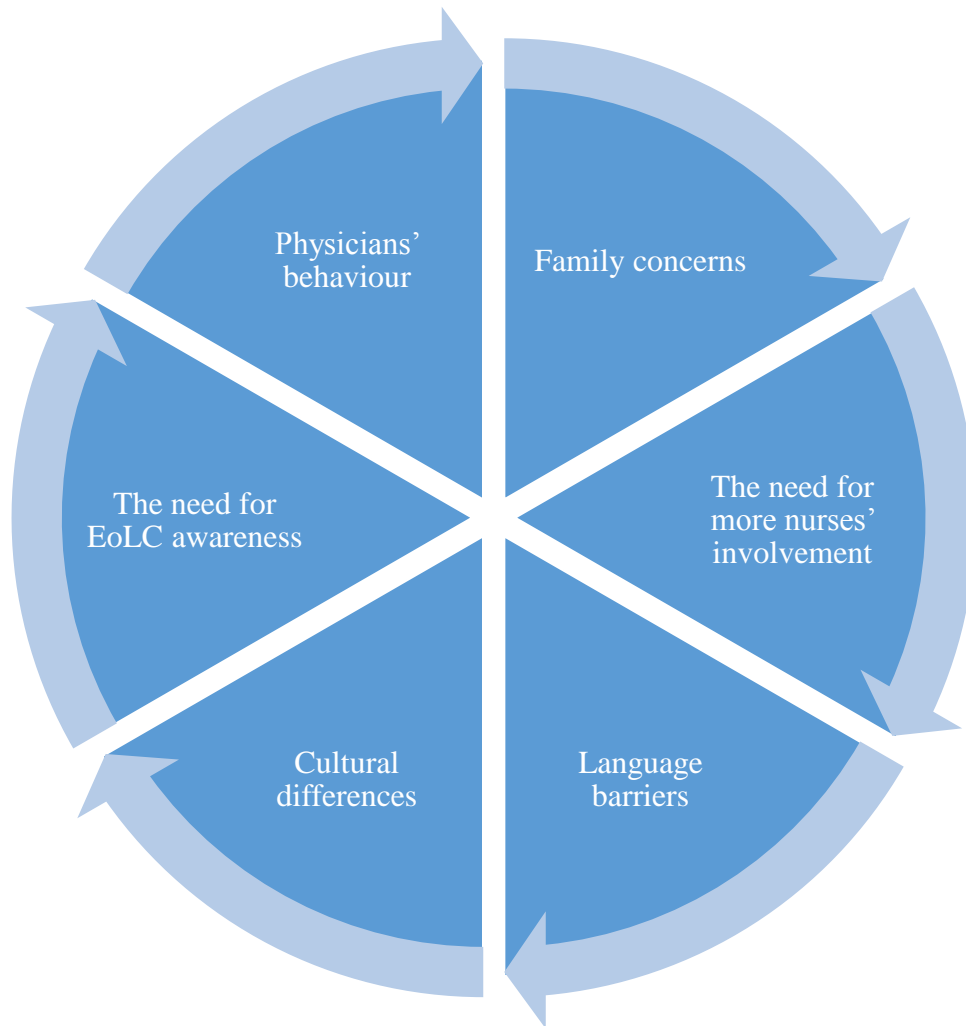 Physicians’
behaviour
Family concerns
The need for
EoLC awareness
The need for
more nurses’
involvement
Cultural
differences
Language
barriers